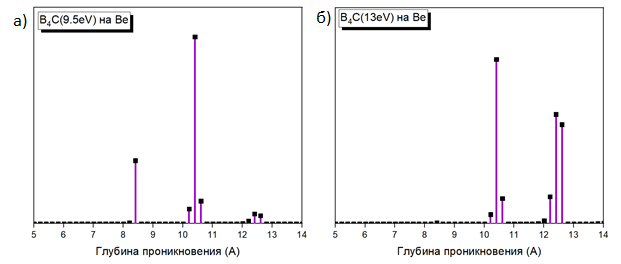 а)
B₄C(9.5eV) на Be
5 6 7 8 9 10 11 12 13 14
Глубина проникновения (А)
б)
B₄C(13eV) на Be
5 6 7 8 9 10 11 12 13 14
Глубина проникновения (А)